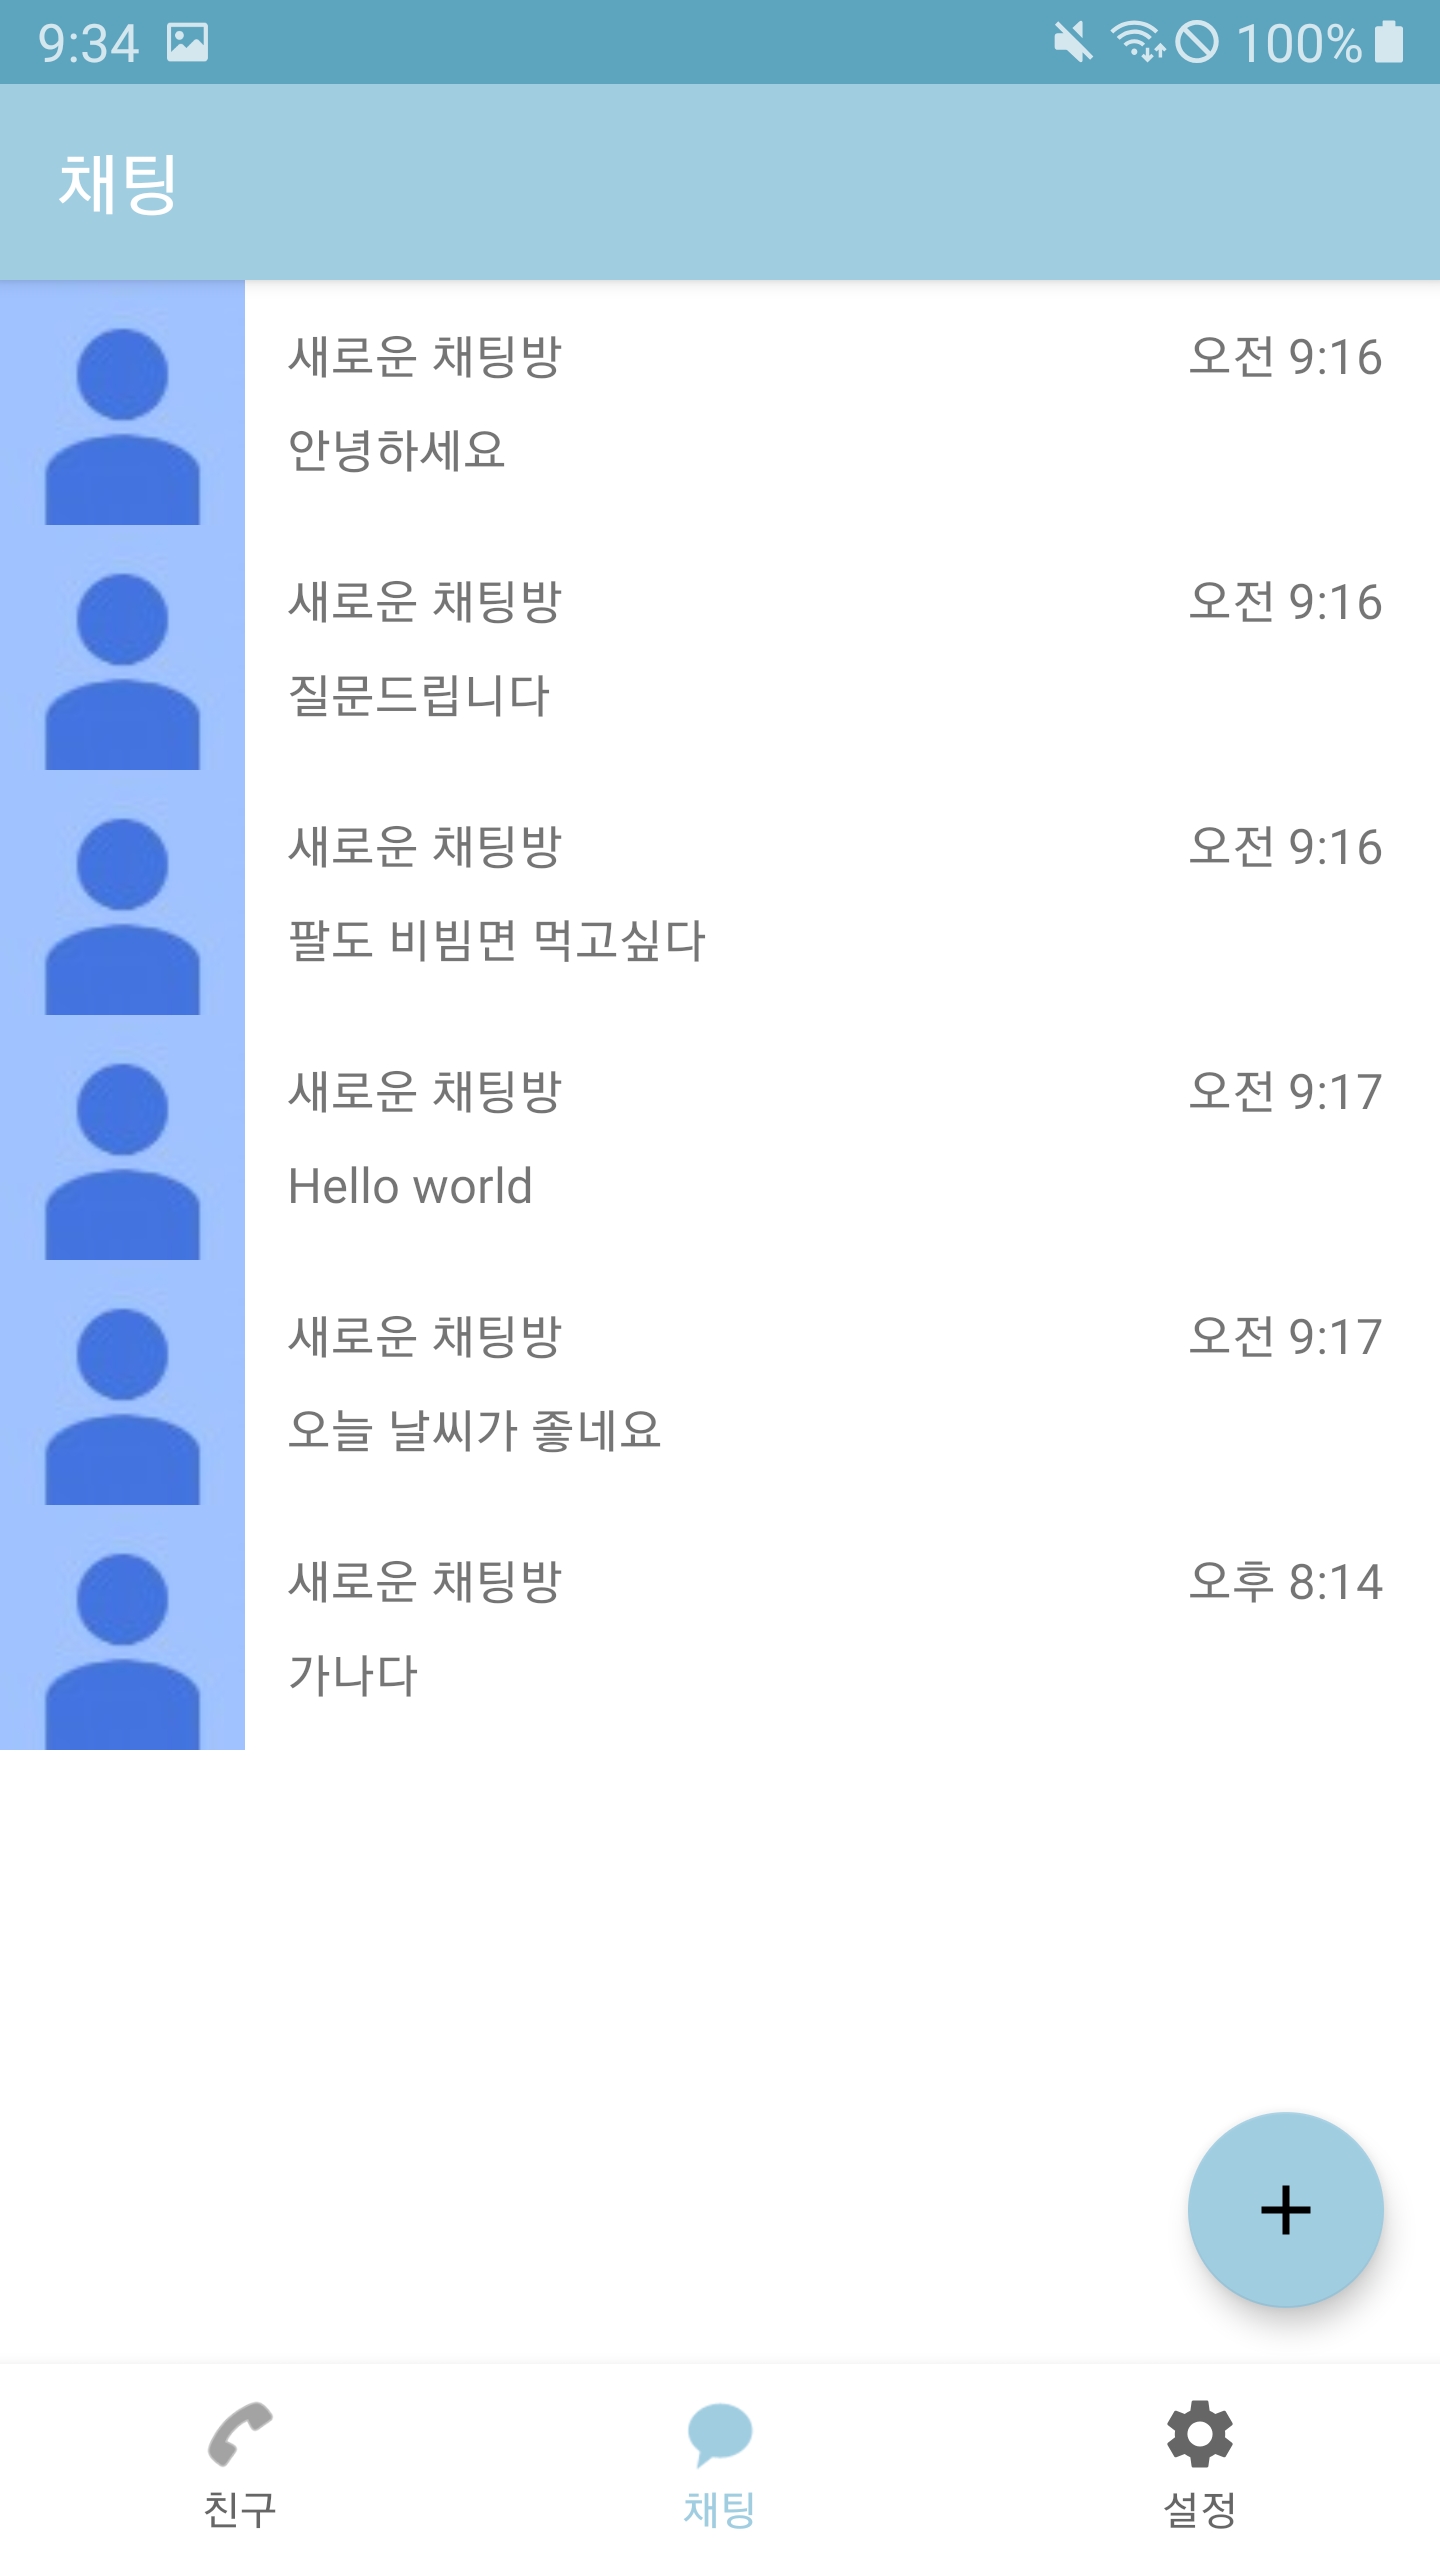 9:34 100%
채팅
새로운 채팅방 오전 9:16
안녕하세요
새로운 채팅방 오전 9:16
질문드립니다
새로운 채팅방 오전 9:16
팔도 비빔면 먹고싶다
새로운 채팅방 오전 9:17
Hello world
새로운 채팅방 오전 9:17
오늘 날씨가 좋네요
새로운 채팅방 오후 8:14
가나다
친구 채팅 설정